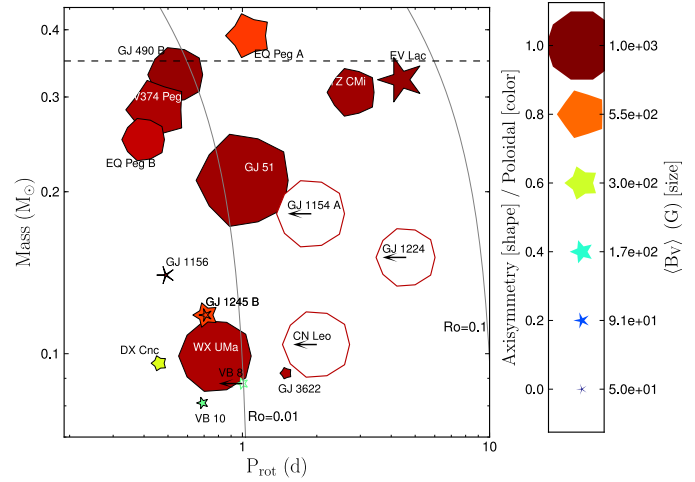 0.4
0.3
0.2
0.1
Mass (M⊙)
GJ 490 B
EQ Peg A
EV Lac
V374 Peg
YZ CMi
EQ Peg B
GJ 51
GJ 1154 A
GJ 1224
GJ 1156
GJ 1245 B
CN Leo
WX UMa
DX Cnc
VB 8
GJ 3622
VB 10
Ro=0.01
Ro=0.1
1
10
P_rot (d)
Axisymmetry [shape] / Poloidal [color]
1.0
0.8
0.6
0.4
0.2
0.0
1.0e+03
5.5e+02
3.0e+02
1.7e+02
9.1e+01
5.0e+01
⟨Bv⟩ (G) [size]